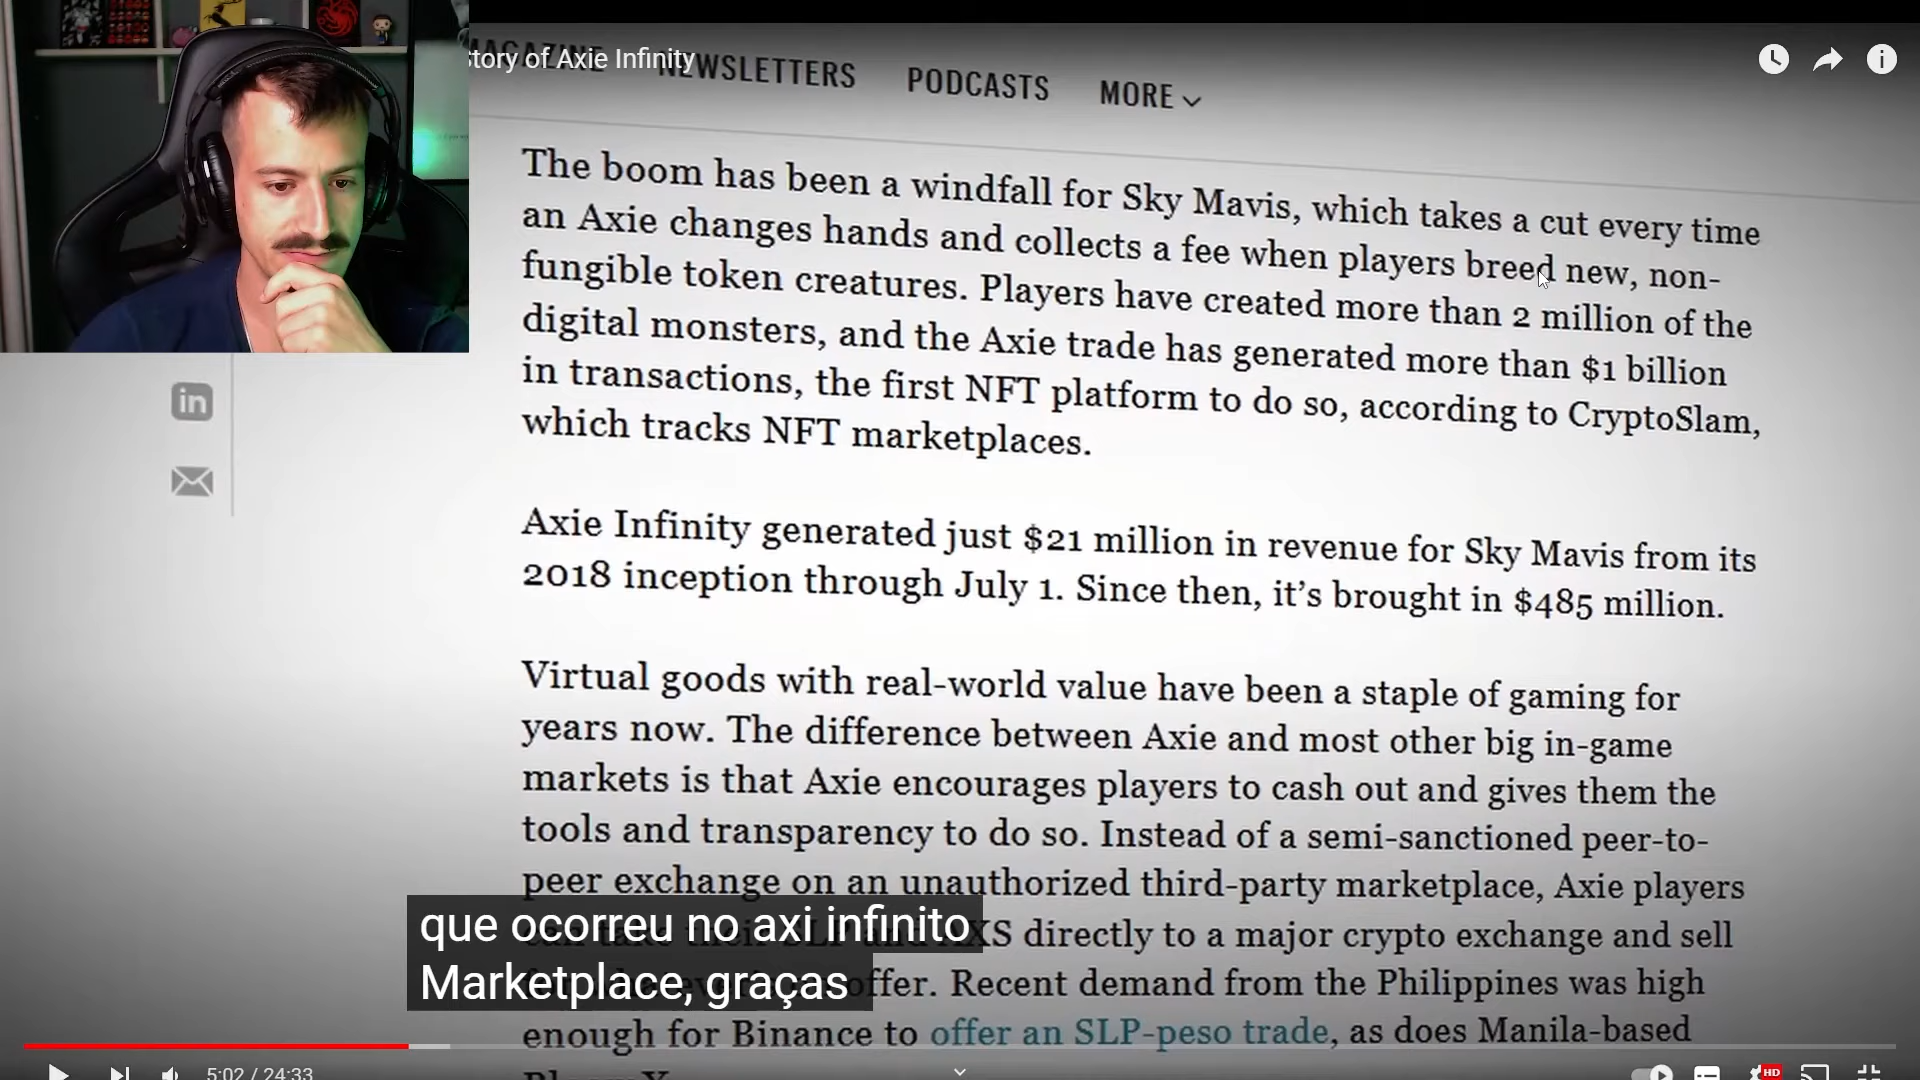 Story of Axie Infinity
MAGAZINE NEWSLETTERS PODCASTS MORE
The boom has been a windfall for Sky Mavis, which takes a cut every time
an Axie changes hands and collects a fee when players breed new, non-
fungible token creatures. Players have created more than 2 million of the
digital monsters, and the Axie trade has generated more than $1 billion
in transactions, the first NFT platform to do so, according to CryptoSlam,
which tracks NFT marketplaces.
in
Axie Infinity generated just $21 million in revenue for Sky Mavis from its
2018 inception through July 1. Since then, it’s brought in $485 million.
Virtual goods with real-world value have been a staple of gaming for
years now. The difference between Axie and most other big in-game
markets is that Axie encourages players to cash out and gives them the
tools and transparency to do so. Instead of a semi-sanctioned peer-to-
peer exchange on an unauthorized third-party marketplace, Axie players
can take their SLP and AXS directly to a major crypto exchange and sell
offer. Recent demand from the Philippines was high
enough for Binance to offer an SLP-peso trade, as does Manila-based
que ocorreu no axi infinito
Marketplace, graças
5:02 / 24:33
HD